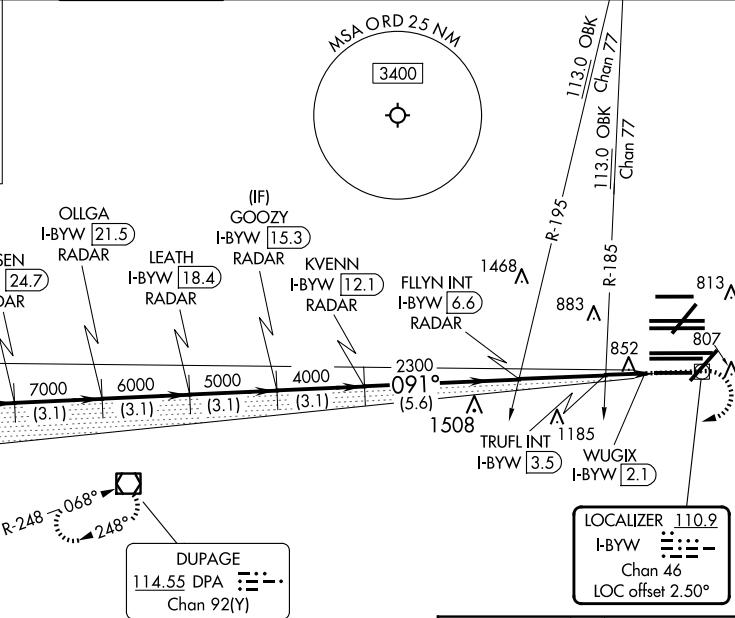 MSA ORD 25 NM
3400
113.0 OBK
Chan 77
113.0 OBK
Chan 77
R-195
R-185
SEN
24.7
DAR
OLLGA
I-BYW 21.5
RADAR
LEATH
I-BYW 18.4
RADAR
(IF)
GOOZY
I-BYW 15.3
RADAR
KVENN
I-BYW 12.1
RADAR
FLLYN INT
I-BYW 6.6
RADAR
1468
883
813
852
807
7000
(3.1)
6000
(3.1)
5000
(3.1)
4000
(3.1)
2300
091°
(5.6)
1508
1185
TRUFL INT
I-BYW 3.5
WUGIX
I-BYW 2.1
R-248
068°
248°
DUPAGE
114.55 DPA
Chan 92(Y)
LOCALIZER 110.9
I-BYW
Chan 46
LOC offset 2.50°